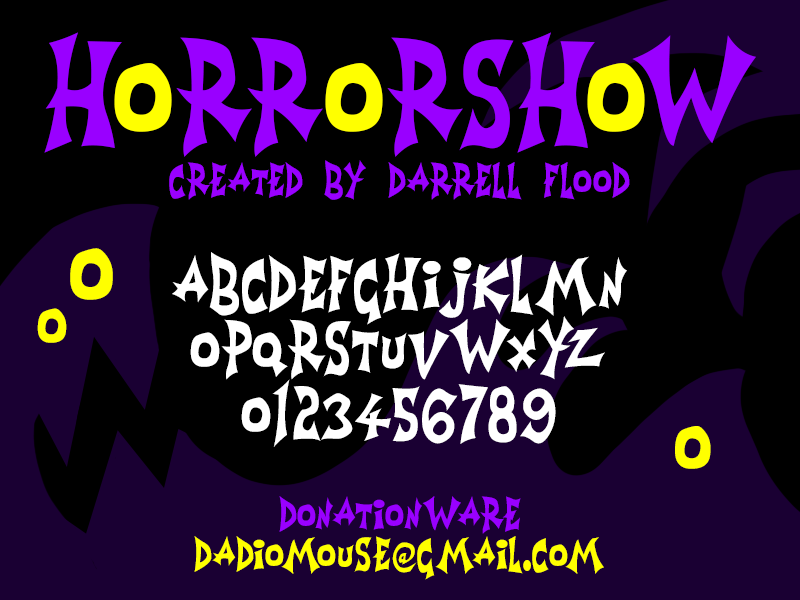 HORRORSHOW
CREATED BY DARRELL FLOOD
ABCDEFGHIJKLMN
OPQRSTUVWXYZ
0123456789
DONATIONWARE
DADIOMOUSE@GMAIL.COM